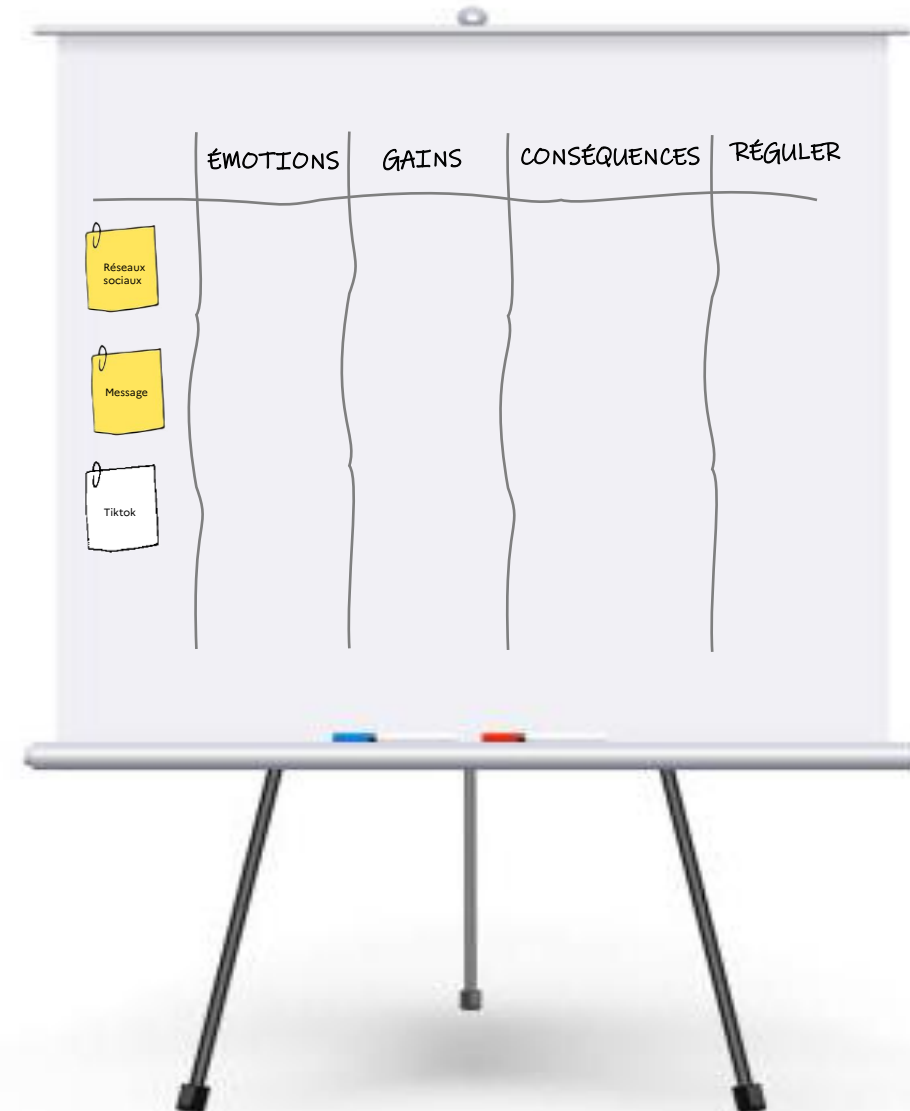 ÉMOTIONS GAINS CONSÉQUENCES RÉGULER
Réseaux
sociaux
Message
Tiktok